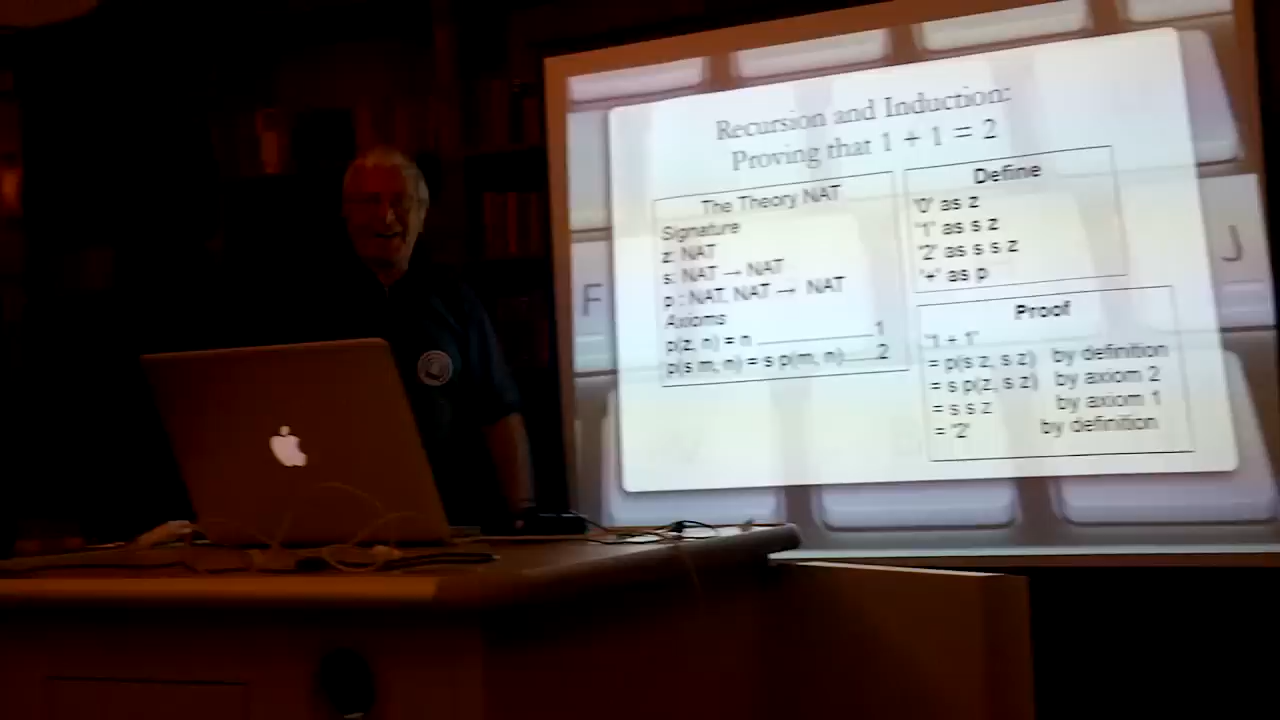 Recursion and Induction:
Proving that 1 + 1 = 2
The Theory NAT
Signature
z: NAT
s: NAT → NAT
p : NAT, NAT → NAT
Axioms
p(z, n) = n ____________1
p(s m, n) = s p(m, n)......2
Define
'0' as z
'1' as s z
'2' as s s z
'+' as p
Proof
'1 + 1'
= p(s z, s z) by definition
= s p(z, s z) by axiom 2
= s s z by axiom 1
= '2' by definition
F
J